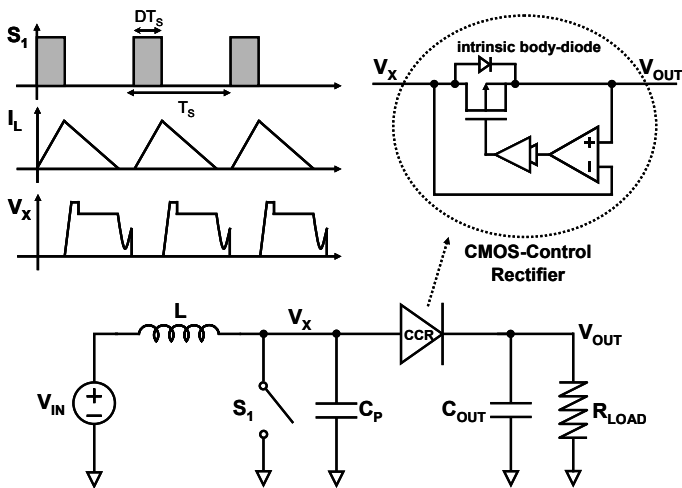 S1
DTS
TS
IL
VX
intrinsic body-diode
VX
VOUT
+
–
CMOS-Control
Rectifier
L
VX
CCR
VOUT
VIN
+
–
S1
CP
COUT
RLOAD